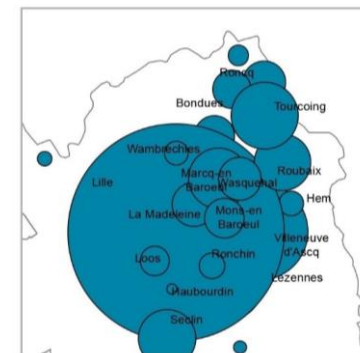 Roncq
Bondues
Tourcoing
Wambrechies
Marcq-en
Baroeul
Wasquehal
Roubaix
Lille
Hem
La Madeleine
Mons-en
Baroeul
Villeneuve
d'Ascq
Loos
Ronchin
Lezennes
Haubourdin
Seclin